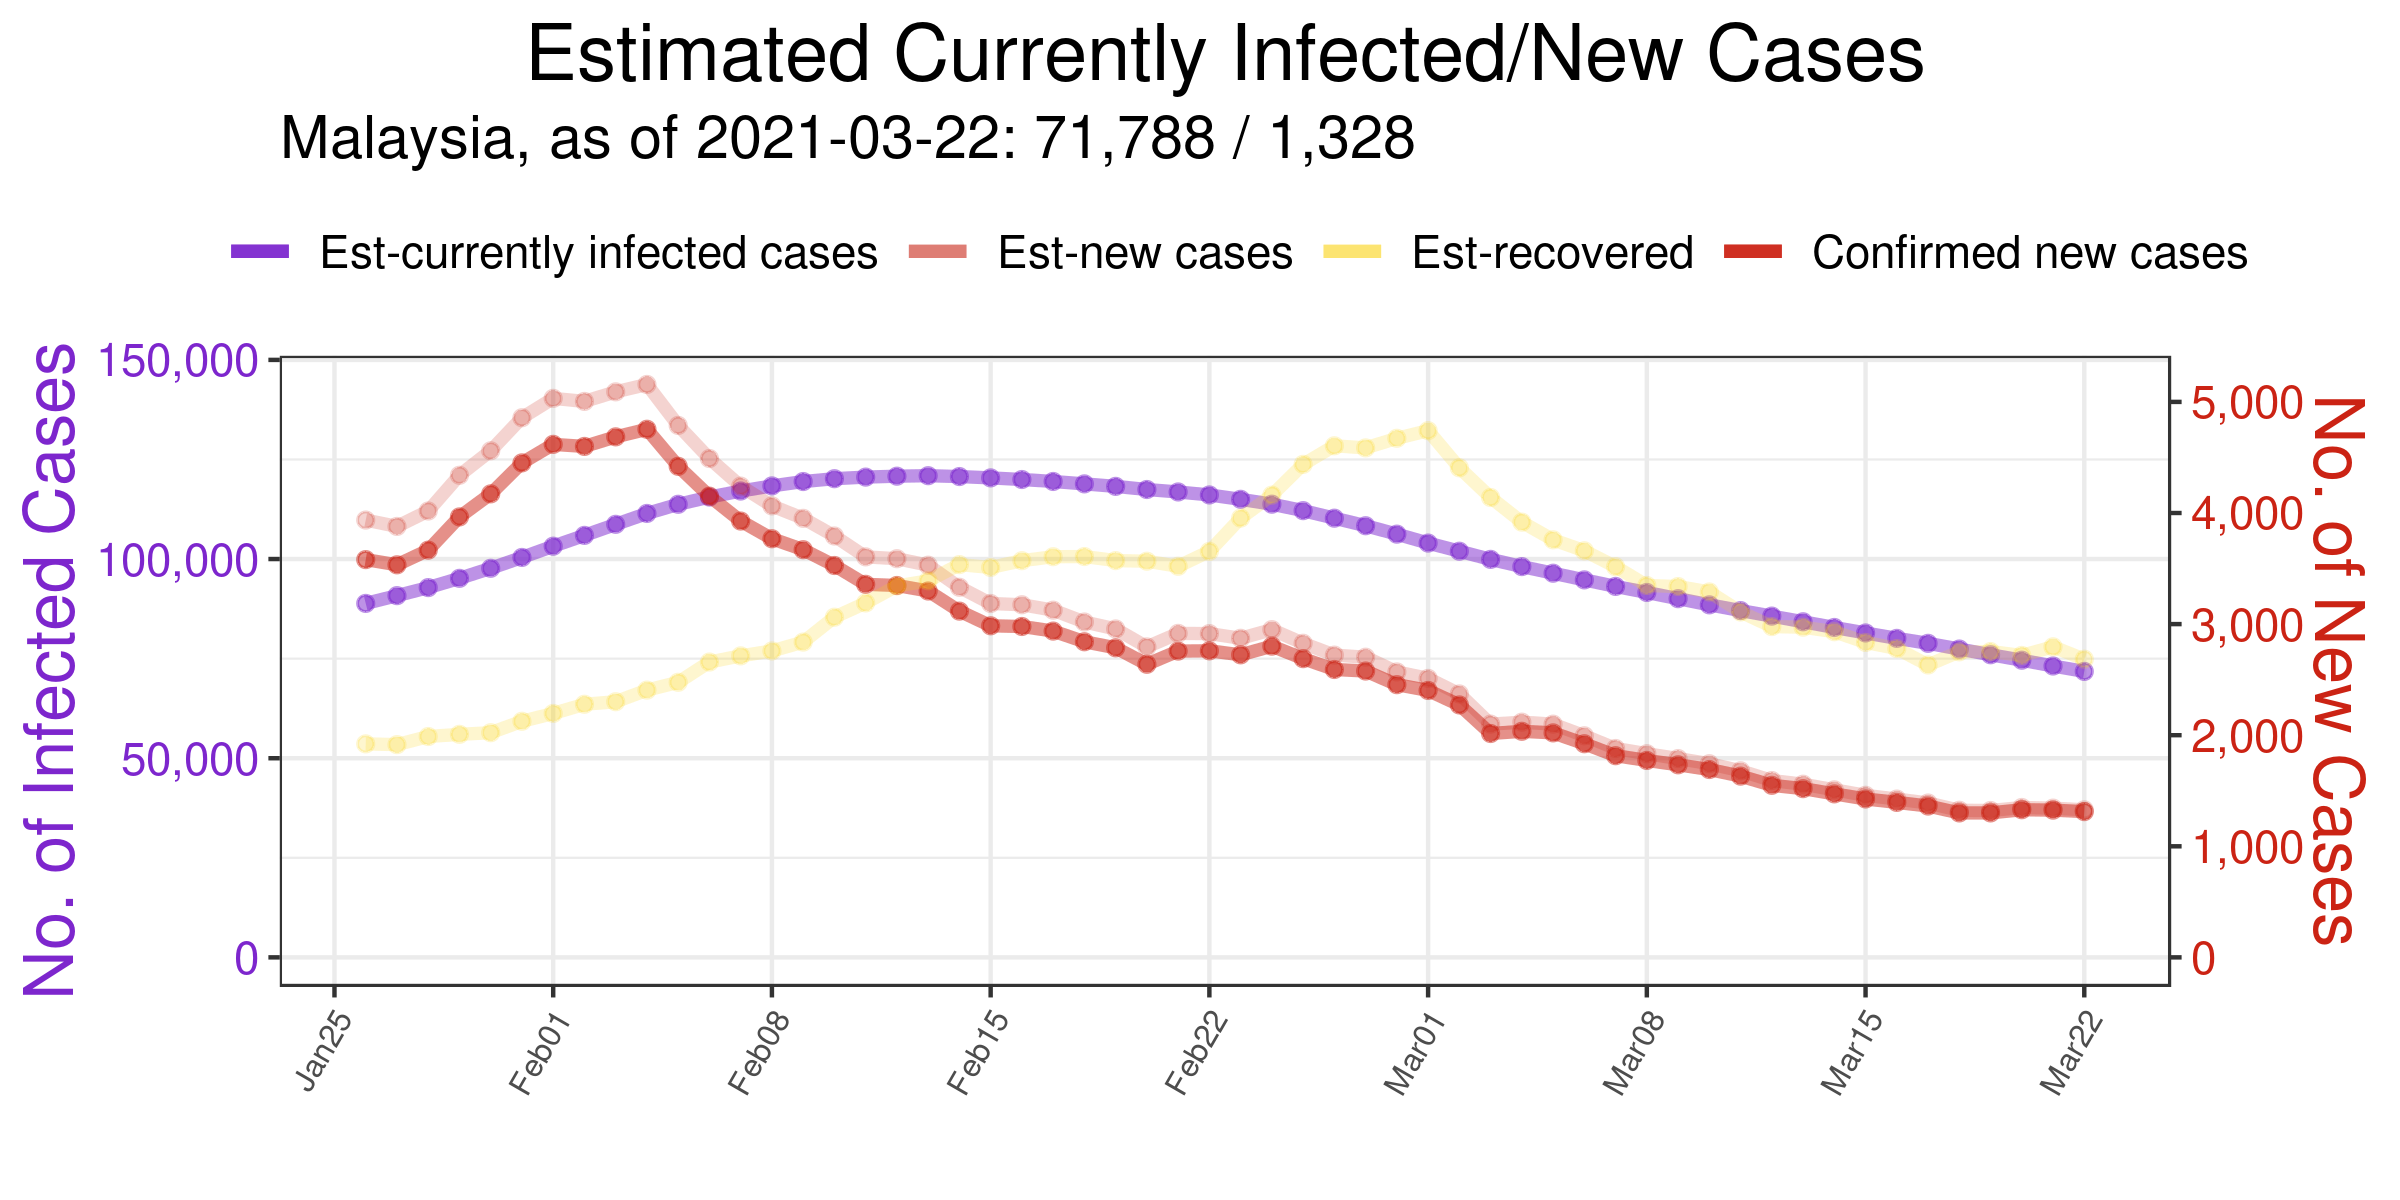 Estimated Currently Infected/New Cases
Malaysia, as of 2021-03-22: 71,788 / 1,328
Est-currently infected cases Est-new cases Est-recovered Confirmed new cases
No. of Infected Cases
150,000
100,000
50,000
0
5,000
4,000
3,000
2,000
1,000
0
No. of New Cases
Jan25 Feb01 Feb08 Feb15 Feb22 Mar01 Mar08 Mar15 Mar22